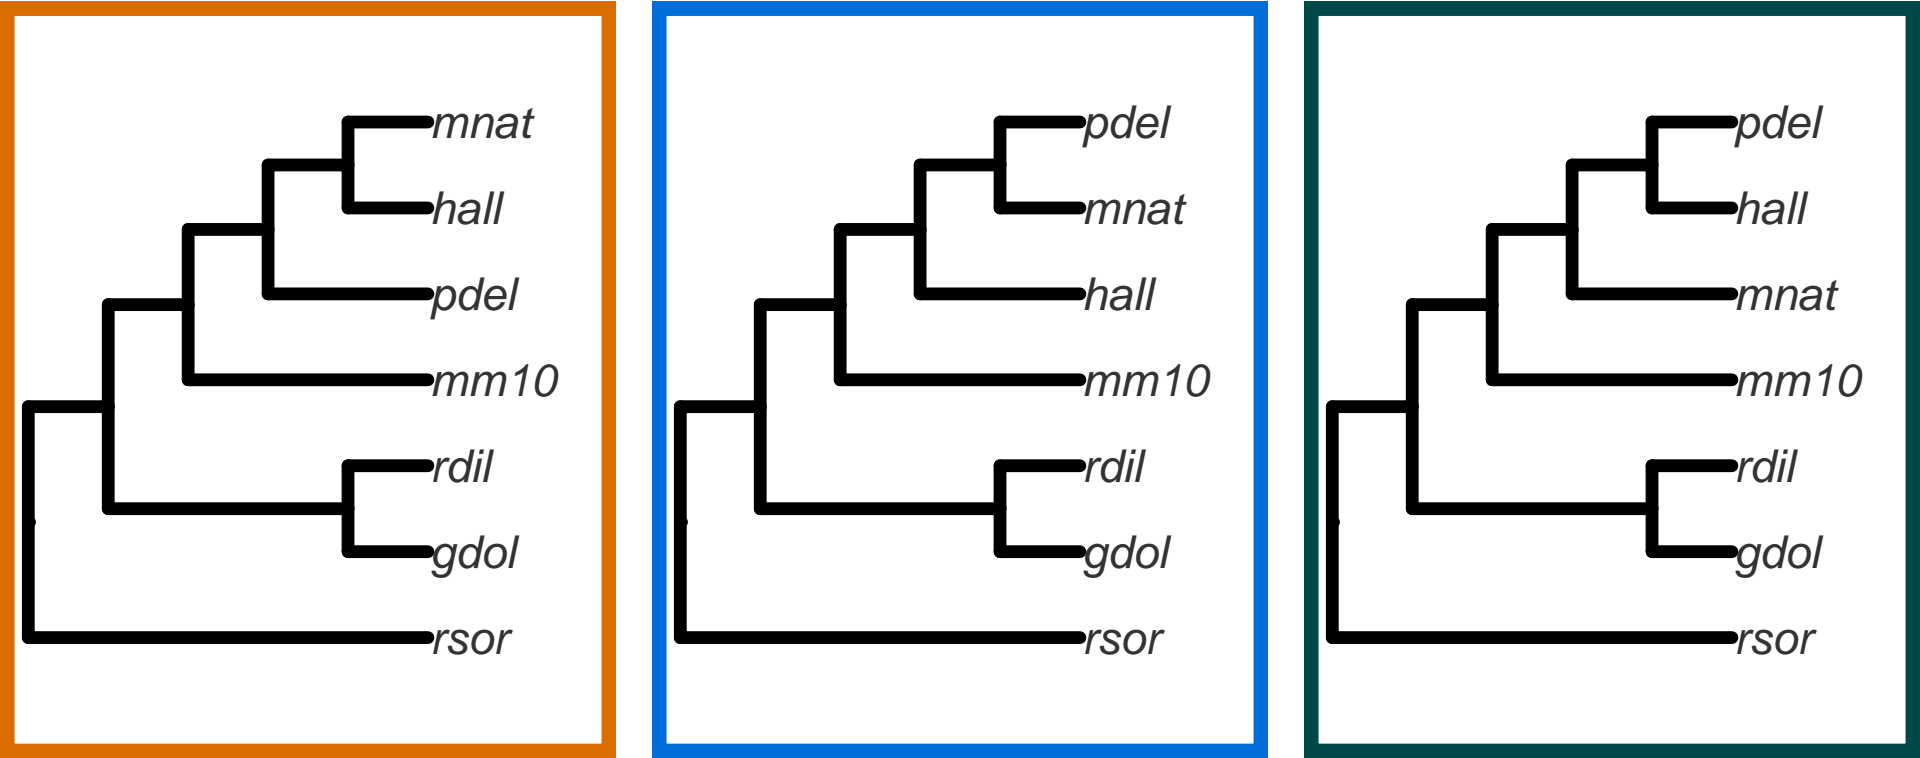 mnat
hall
pdel
mm10
rdil
gdol
rsor
pdel
mnat
hall
mm10
rdil
gdol
rsor
pdel
hall
mnat
mm10
rdil
gdol
rsor